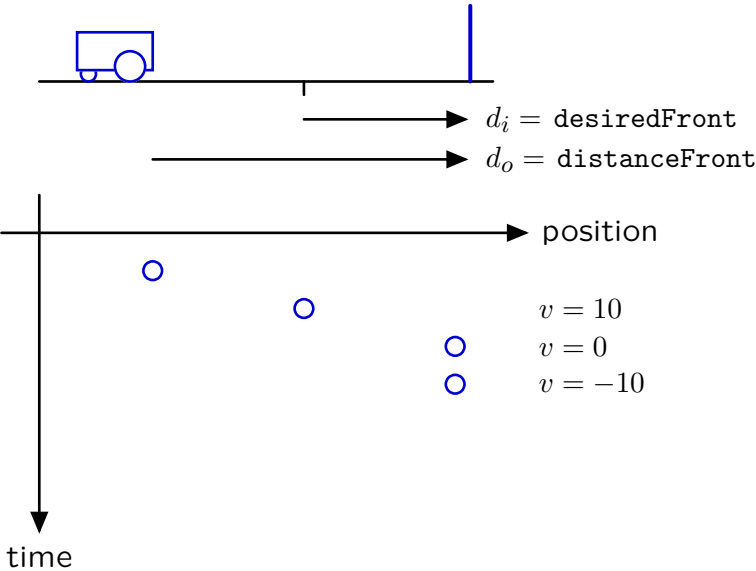 d_i = desiredFront
d_o = distanceFront
position
v = 10
v = 0
v = −10
time